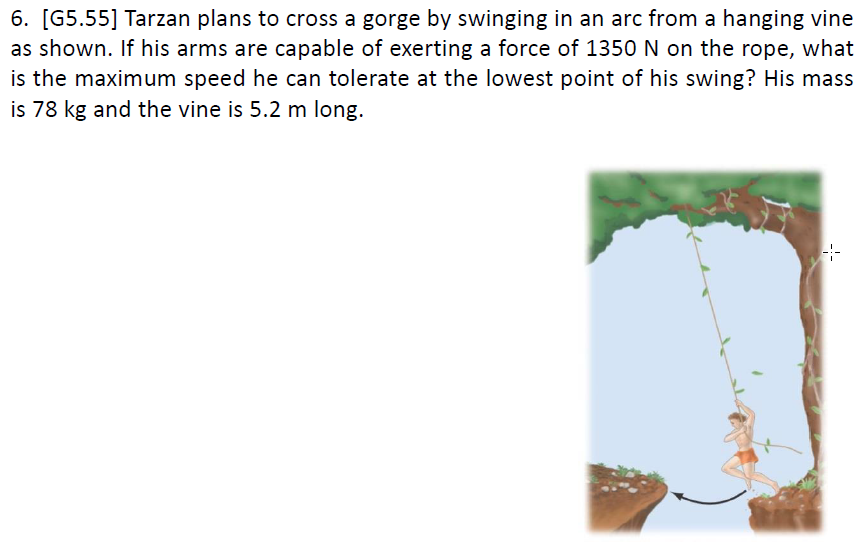 6. [G5.55] Tarzan plans to cross a gorge by swinging in an arc from a hanging vine
as shown. If his arms are capable of exerting a force of 1350 N on the rope, what
is the maximum speed he can tolerate at the lowest point of his swing? His mass
is 78 kg and the vine is 5.2 m long.